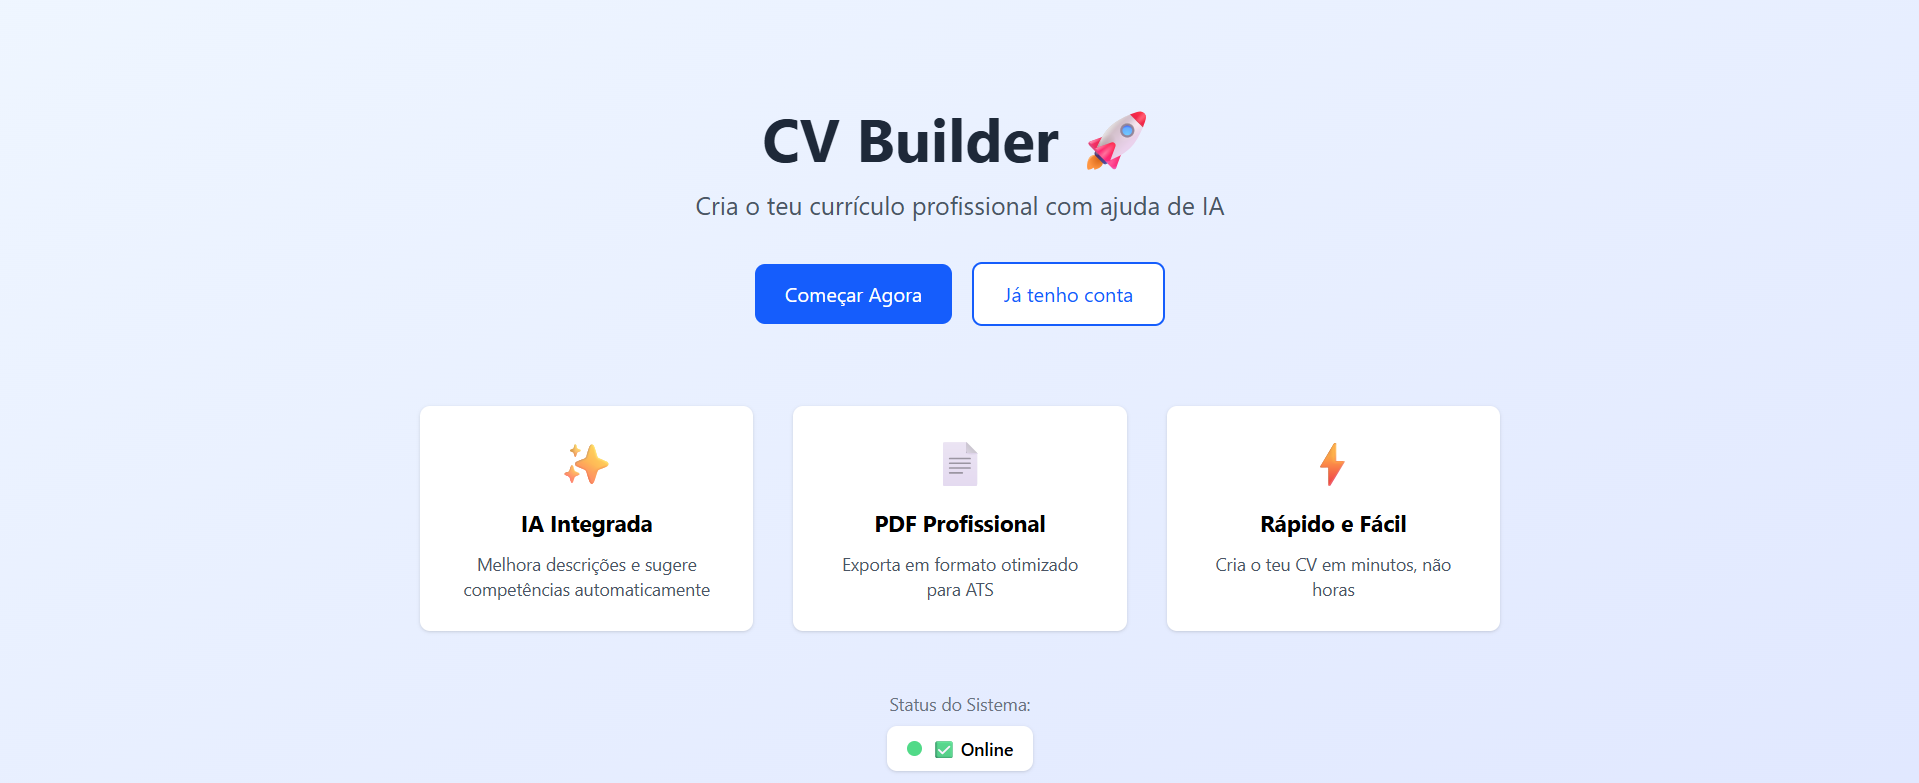 CV Builder 🚀
Cria o teu currículo profissional com ajuda de IA
Começar Agora
Já tenho conta
IA Integrada
Melhora descrições e sugere
competências automaticamente
PDF Profissional
Exporta em formato otimizado
para ATS
Rápido e Fácil
Cria o teu CV em minutos, não
horas
Status do Sistema:
✅ Online